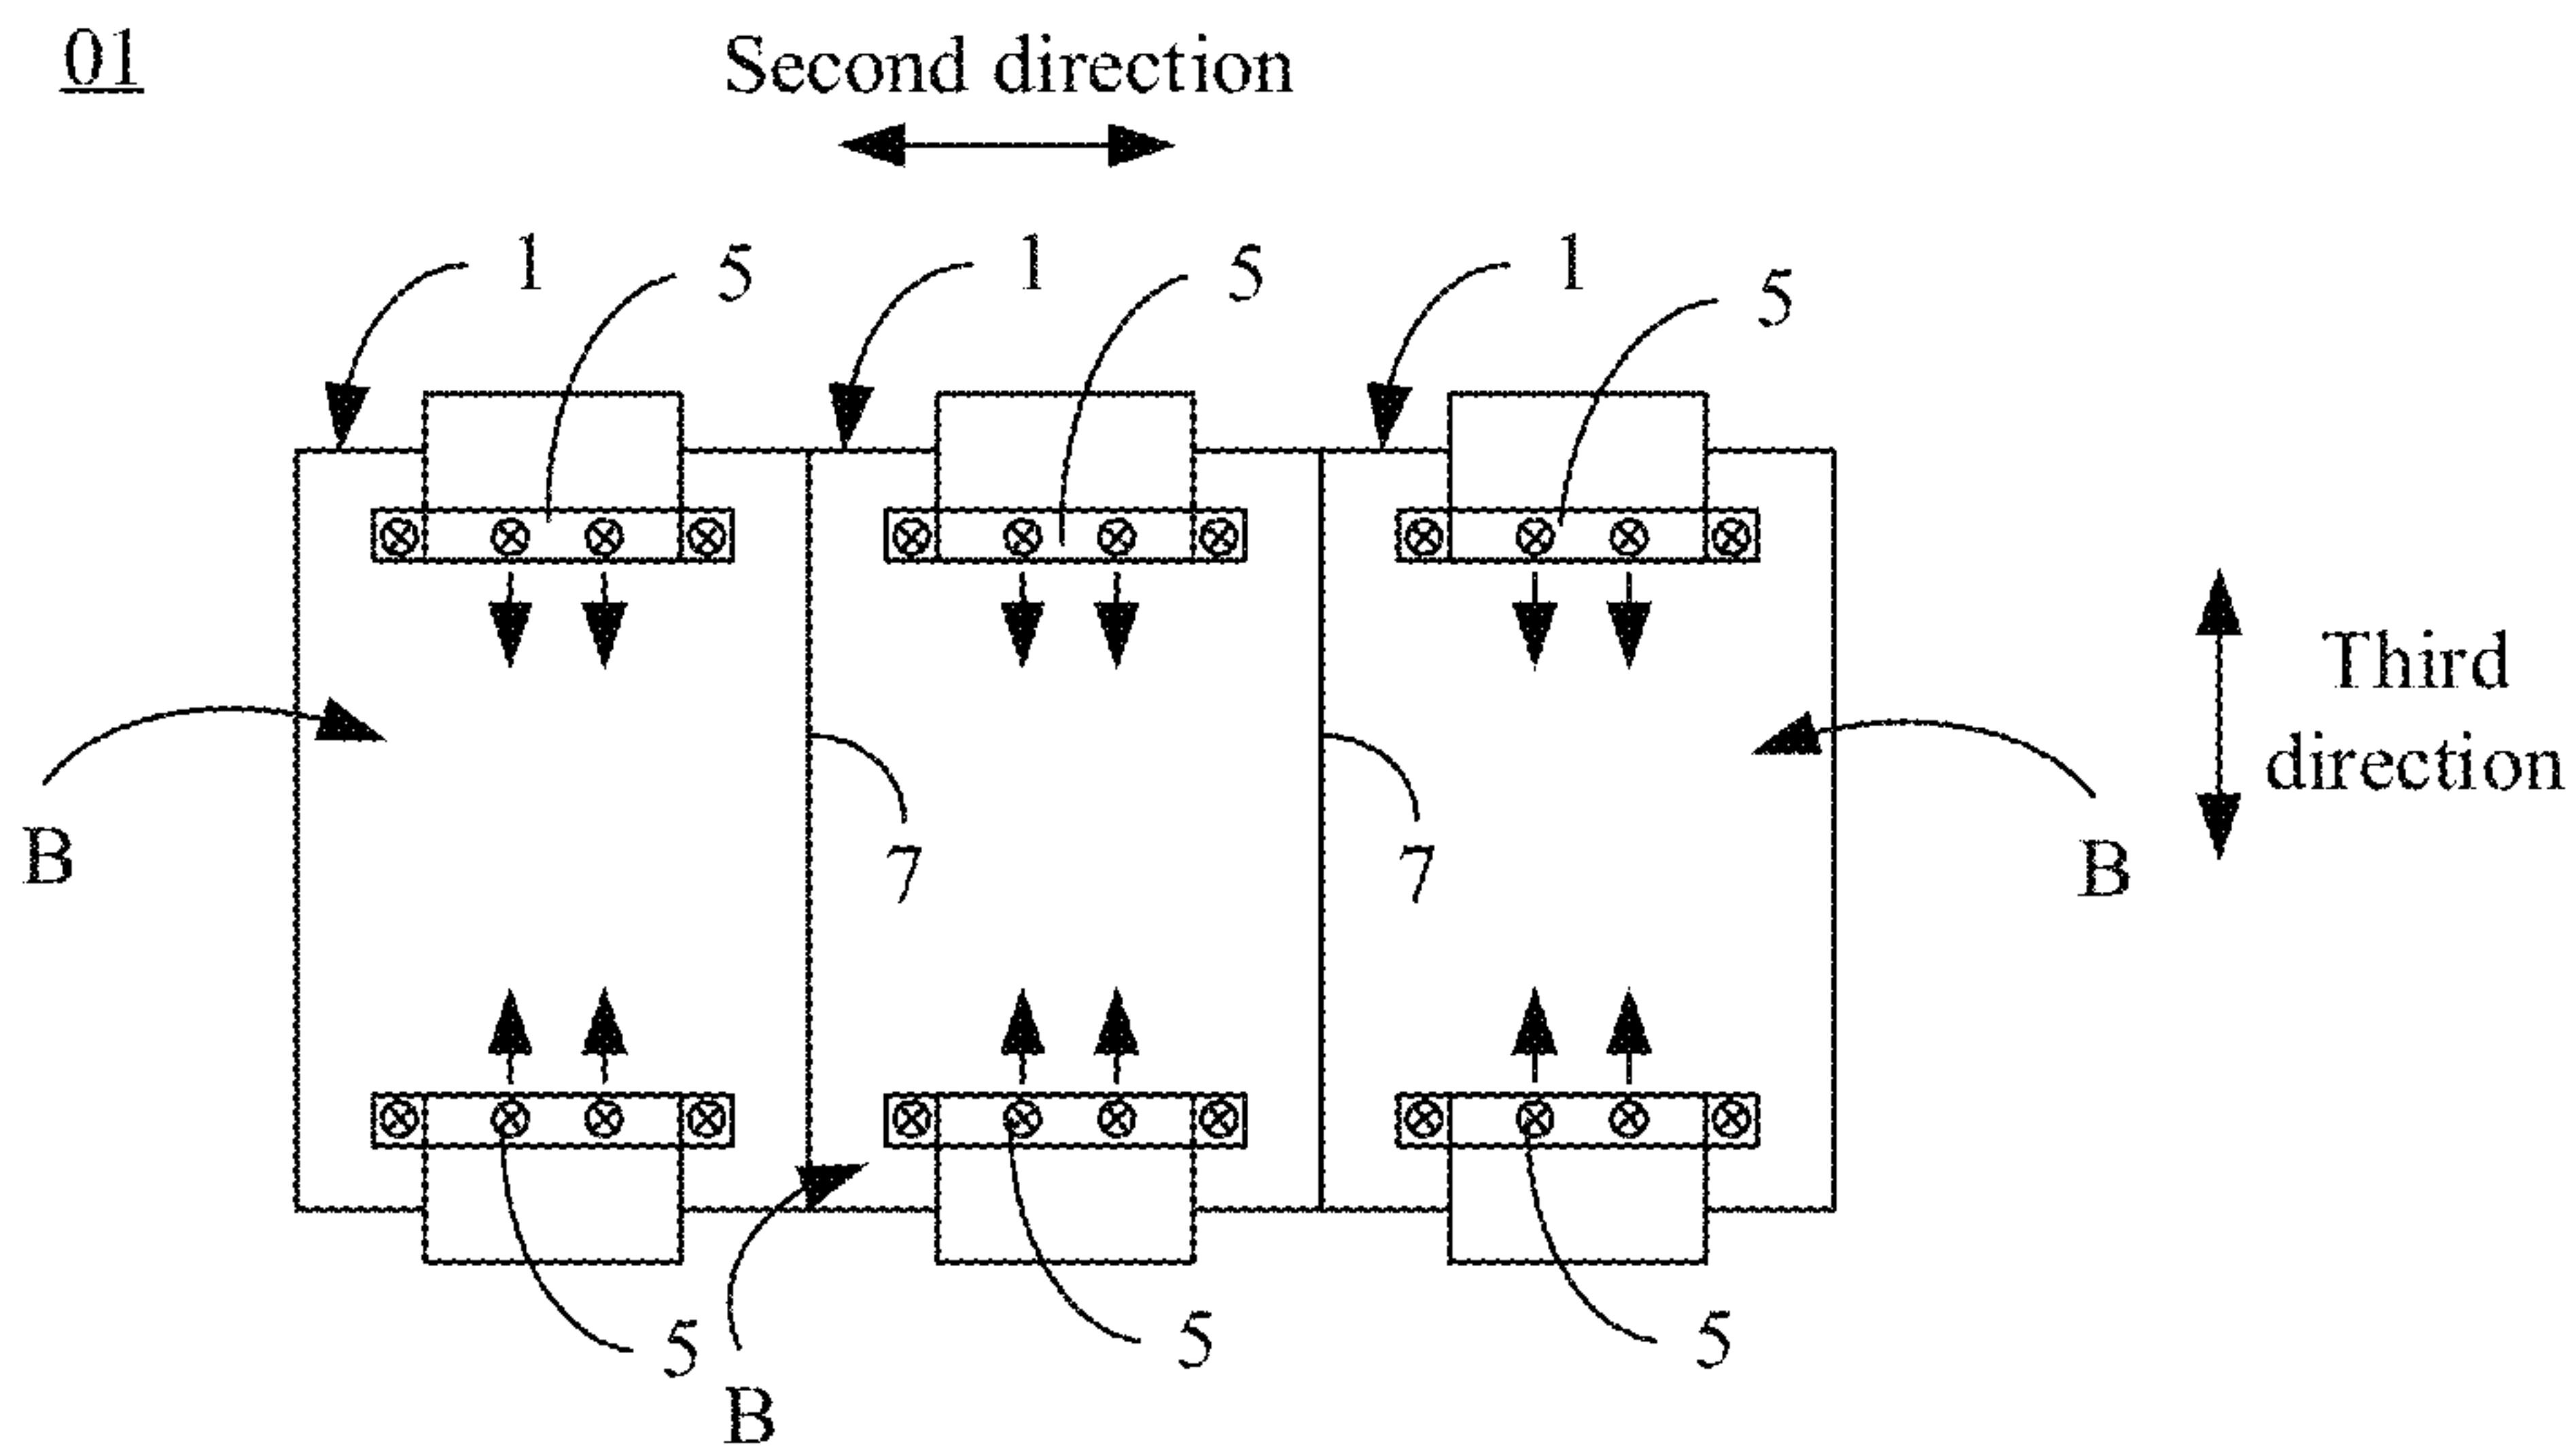 01
Second direction
1 5 1 5 1 5
Third
direction
B 7 7 B
5 5 5
B